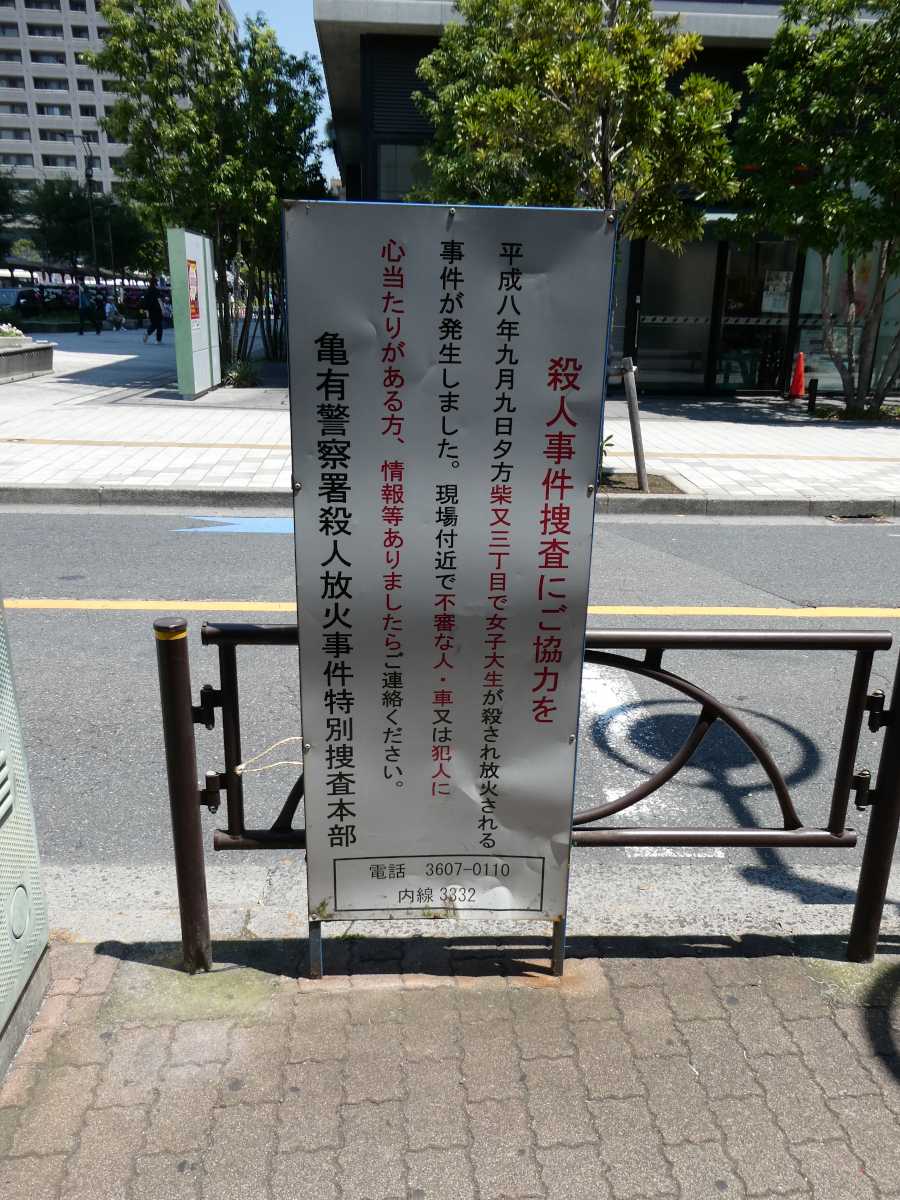 殺人事件捜査にご協力を
平成八年九月九日夕方柴又三丁目で女子大生が殺され放火される
事件が発生しました。現場付近で不審な人・車又は犯人に
心当たりがある方、情報等ありましたらご連絡ください。
亀有警察署殺人放火事件特別捜査本部
電話 3607-0110
内線 3332